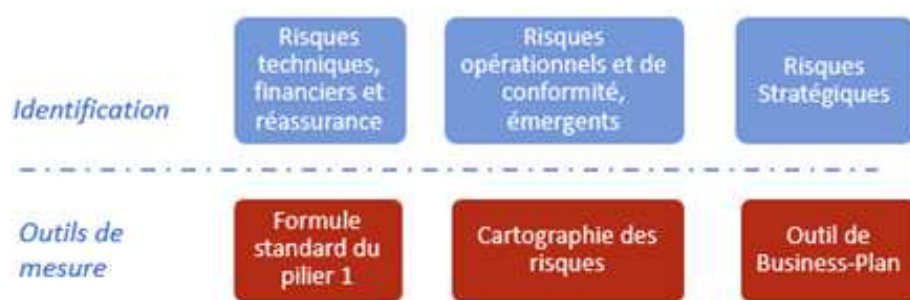 Identification
Risques
techniques,
financiers et
réassurance
Risques
opérationnels et de
conformité,
émergents
Risques
Stratégiques
Outils de
mesure
Formule
standard du
pilier 1
Cartographie des
risques
Outil de
Business-Plan